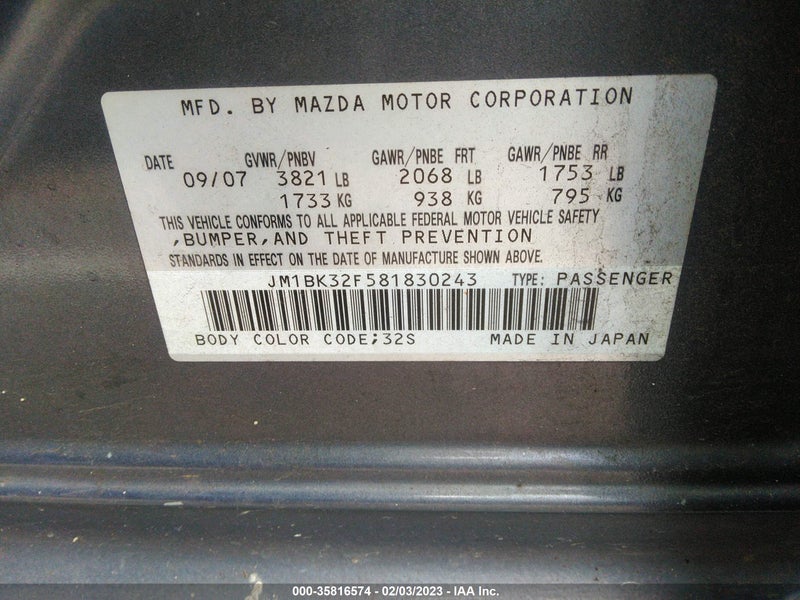 MFD. BY MAZDA MOTOR CORPORATION
DATE GVWR/PNBV GAWR/PNBE FRT GAWR/PNBE RR
09/07 3821 LB 2068 LB 1753 LB
1733 KG 938 KG 795 KG
THIS VEHICLE CONFORMS TO ALL APPLICABLE FEDERAL MOTOR VEHICLE SAFETY
,BUMPER,AND THEFT PREVENTION
STANDARDS IN EFFECT ON THE DATE OF MANUFACTURE SHOWN ABOVE.
JM1BK32F581830243 TYPE: PASSENGER
BODY COLOR CODE;32S MADE IN JAPAN
000-35816574 — 02/03/2023 — IAA Inc.